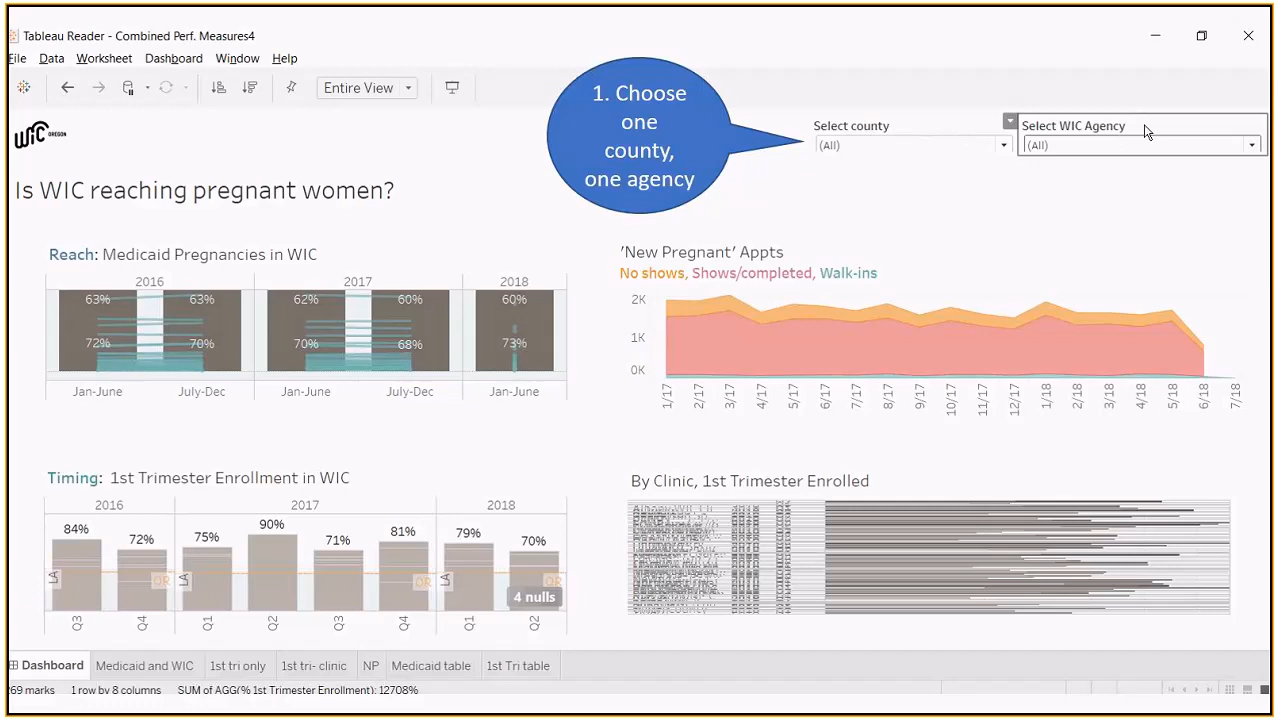 Tableau Reader - Combined Perf. Measures4
File Data Worksheet Dashboard Window Help
Entire View
1. Choose
one
county,
one agency
Select county
(All)
Select WIC Agency
(All)
wic OREGON
Is WIC reaching pregnant women?
Reach: Medicaid Pregnancies in WIC
2016 2017 2018
63% 63% 62% 60% 60%
72% 70% 70% 68% 73%
Jan-June July-Dec Jan-June July-Dec Jan-June
'New Pregnant' Appts
No shows, Shows/completed, Walk-ins
2K
1K
0K
1/17 2/17 3/17 4/17 5/17 6/17 7/17 8/17 9/17 10/17 11/17 12/17 1/18 2/18 3/18 4/18 5/18 6/18 7/18
Timing: 1st Trimester Enrollment in WIC
2016 2017 2018
84% 72% 75% 90% 71% 81% 79% 70%
LA OR LA OR LA OR
4 nulls
Q3 Q4 Q1 Q2 Q3 Q4 Q1 Q2
By Clinic, 1st Trimester Enrolled
Dashboard Medicaid and WIC 1st tri only 1st tri- clinic NP Medicaid table 1st Tri table
769 marks 1 row by 8 columns SUM of AGG(% 1st Trimester Enrollment): 12708%